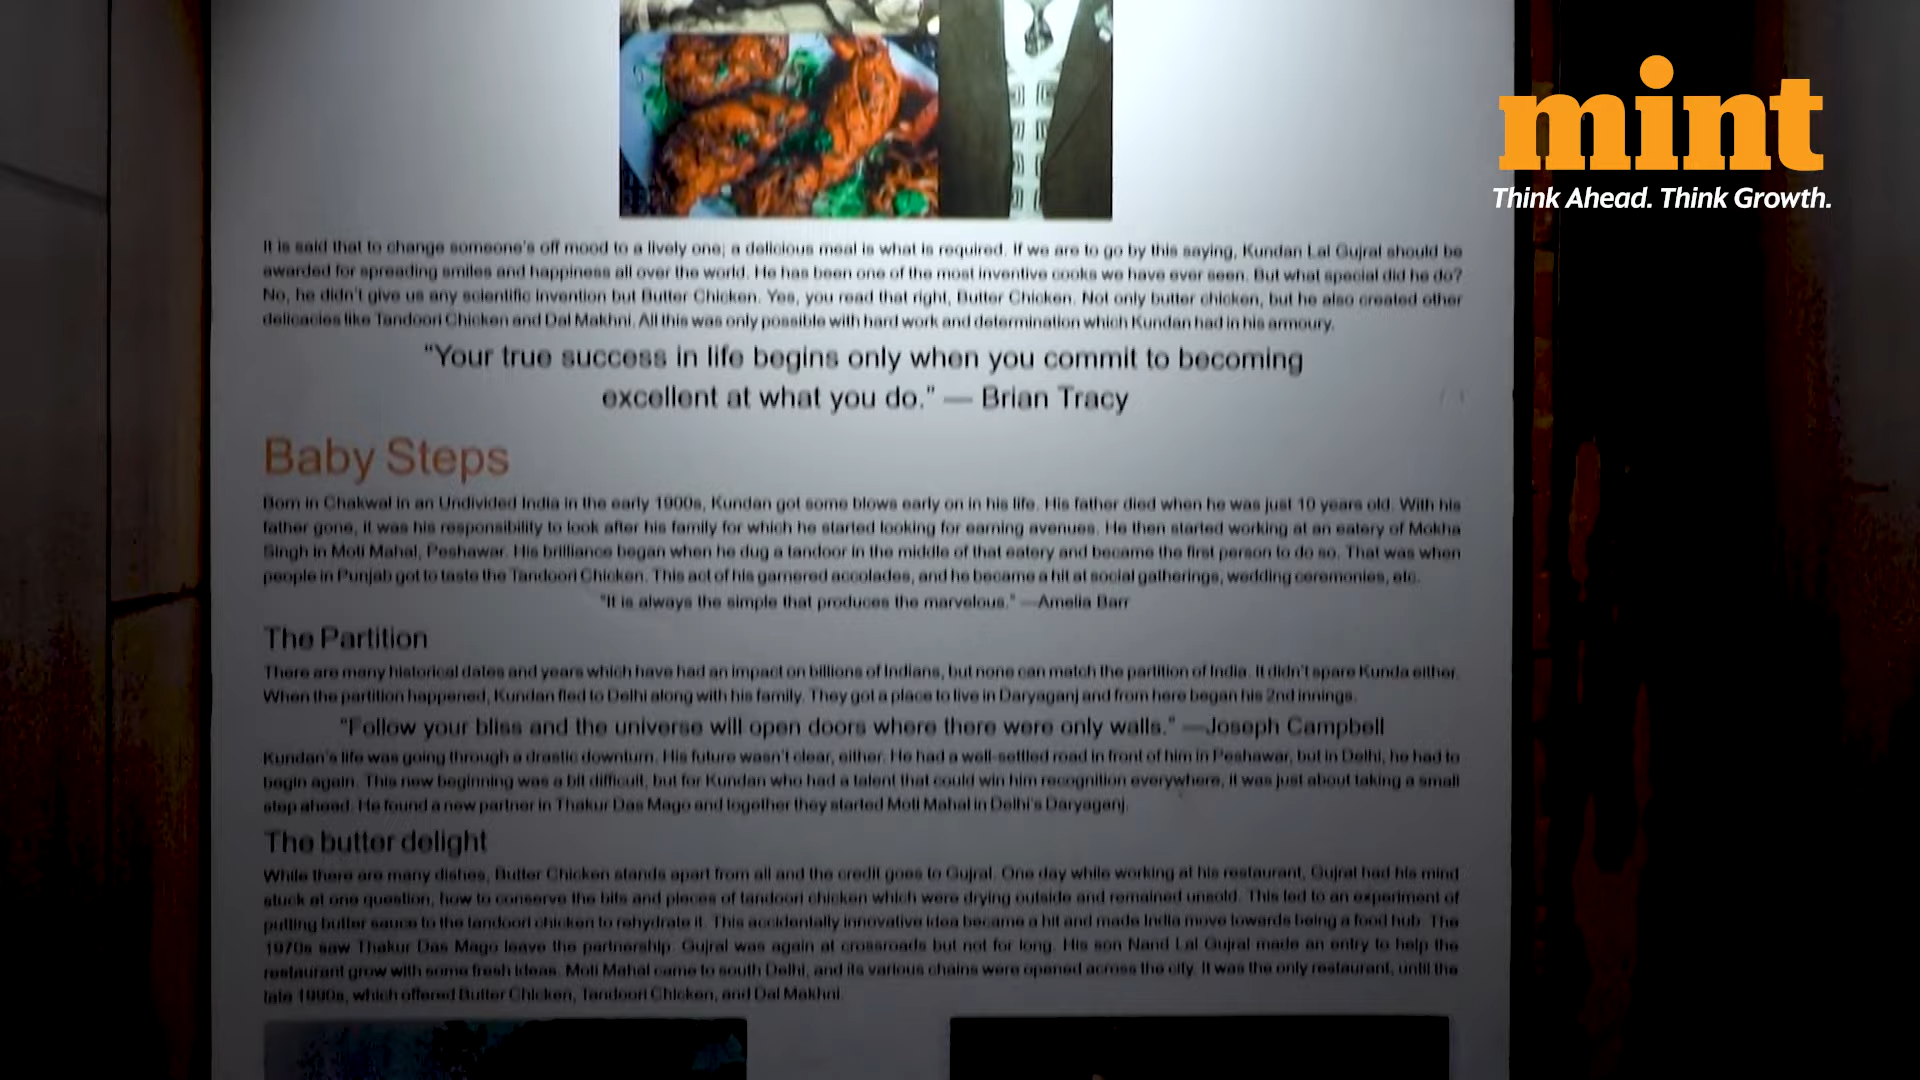 mint
Think Ahead. Think Growth.
It is said that to change someone's off mood to a lively one; a delicious meal is what is required. If we are to go by this saying, Kundan Lal Gujral should be
awarded for spreading smiles and happiness all over the world. He has been one of the most inventive cooks we have ever seen. But what special did he do?
No, he didn't give us any scientific invention but Butter Chicken. Yes, you read that right, Butter Chicken. Not only butter chicken, but he also created other
delicacies like Tandoori Chicken and Dal Makhni. All this was only possible with hard work and determination which Kundan had in his armoury.
"Your true success in life begins only when you commit to becoming
excellent at what you do." — Brian Tracy
Baby Steps
Born in Chakwal in an Undivided India in the early 1900s, Kundan got some blows early on in his life. His father died when he was just 10 years old. With his
father gone, it was his responsibility to look after his family for which he started looking for earning avenues. He then started working at an eatery of Mokha
Singh in Moti Mahal, Peshawar. His brilliance began when he dug a tandoor in the middle of that eatery and became the first person to do so. That was when
people in Punjab got to taste the Tandoori Chicken. This act of his garnered accolades, and he became a hit at social gatherings, wedding ceremonies, etc.
"It is always the simple that produces the marvelous." —Amelia Barr
The Partition
There are many historical dates and years which have had an impact on billions of Indians, but none can match the partition of India. It didn't spare Kunda either.
When the partition happened, Kundan fled to Delhi along with his family. They got a place to live in Daryaganj and from here began his 2nd innings.
"Follow your bliss and the universe will open doors where there were only walls." —Joseph Campbell
Kundan's life was going through a drastic downturn. His future wasn't clear, either. He had a well-settled road in front of him in Peshawar, but in Delhi, he had to
begin again. This new beginning was a bit difficult, but for Kundan who had a talent that could win him recognition everywhere, it was just about taking a small
step ahead. He found a new partner in Thakur Das Mago and together they started Moti Mahal in Delhi's Daryaganj.
The butter delight
While there are many dishes, Butter Chicken stands apart from all and the credit goes to Gujral. One day while working at his restaurant, Gujral had his mind
stuck at one question, how to conserve the bits and pieces of tandoori chicken which were drying outside and remained unsold. This led to an experiment of
putting butter sauce to the tandoori chicken to rehydrate it. This accidentally innovative idea became a hit and made India move towards being a food hub. The
1970s saw Thakur Das Mago leave the partnership. Gujral was again at crossroads but not for long. His son Nand Lal Gujral made an entry to help the
restaurant grow with some fresh ideas. Moti Mahal came to south Delhi, and its various chains were opened across the city. It was the only restaurant, until the
late 1990s, which offered Butter Chicken, Tandoori Chicken, and Dal Makhni.